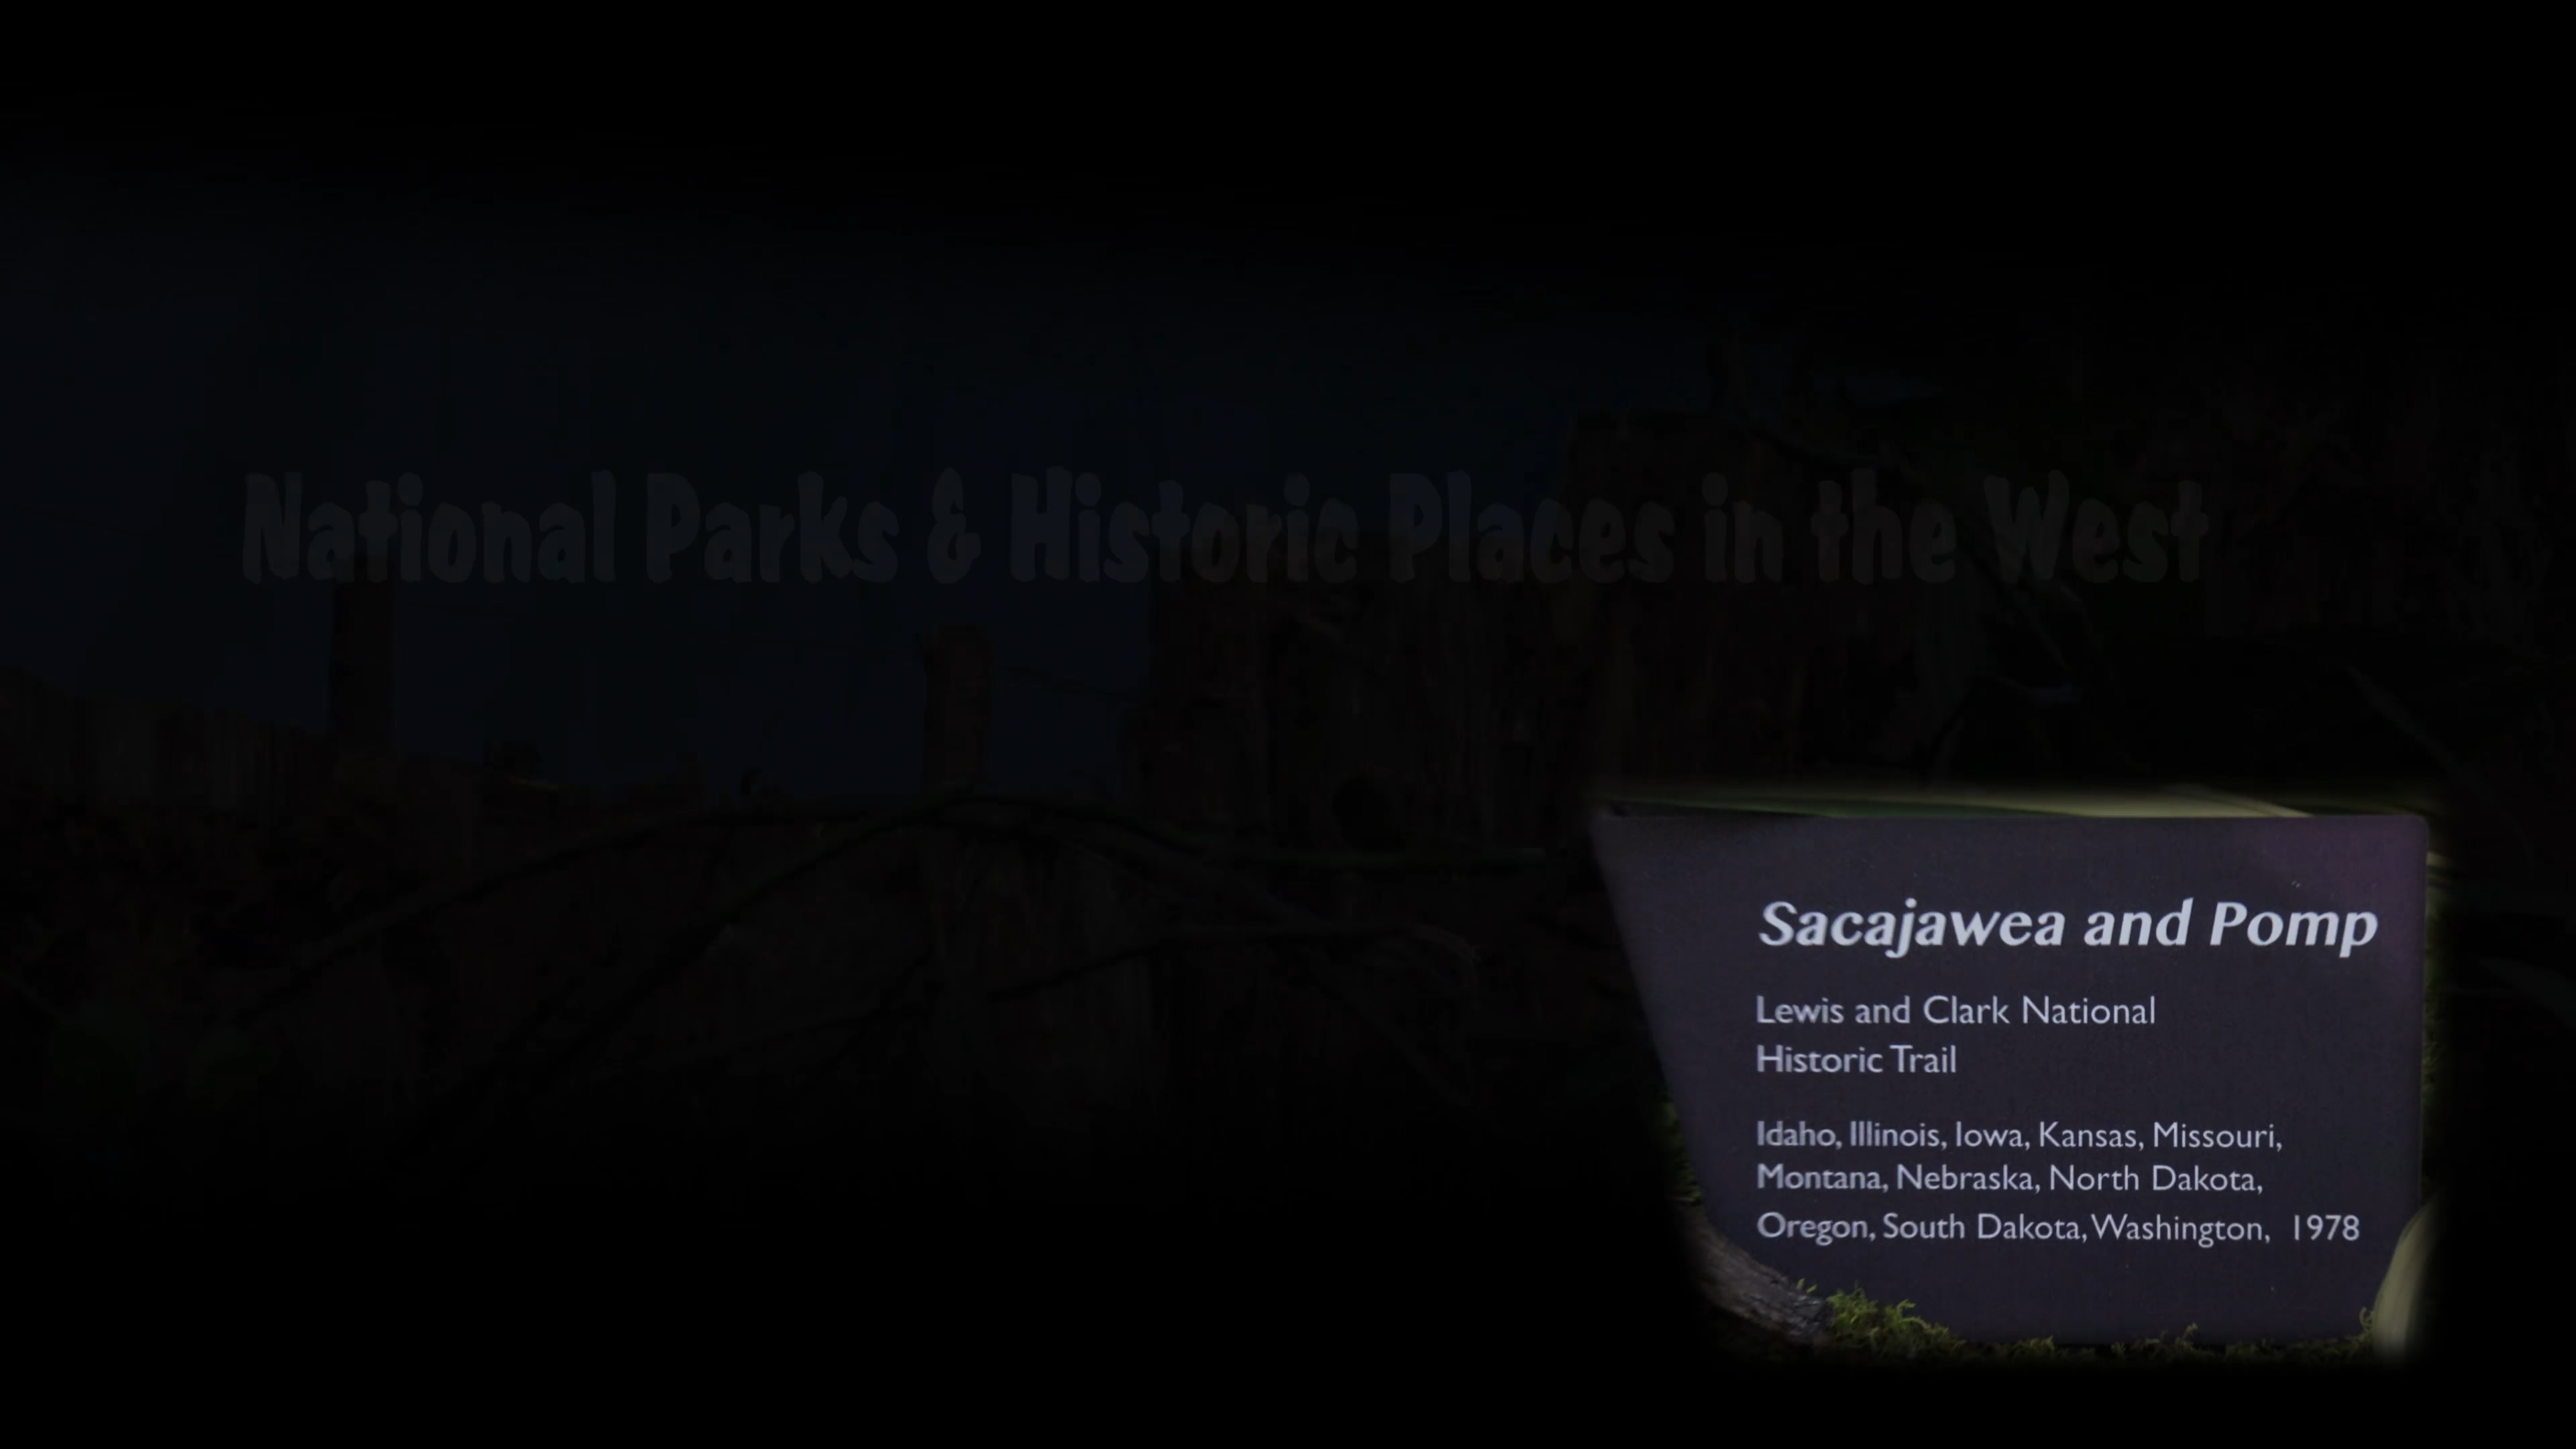 National Parks & Historic Places in the West
Sacajawea and Pomp
Lewis and Clark National
Historic Trail
Idaho, Illinois, Iowa, Kansas, Missouri,
Montana, Nebraska, North Dakota,
Oregon, South Dakota, Washington, 1978